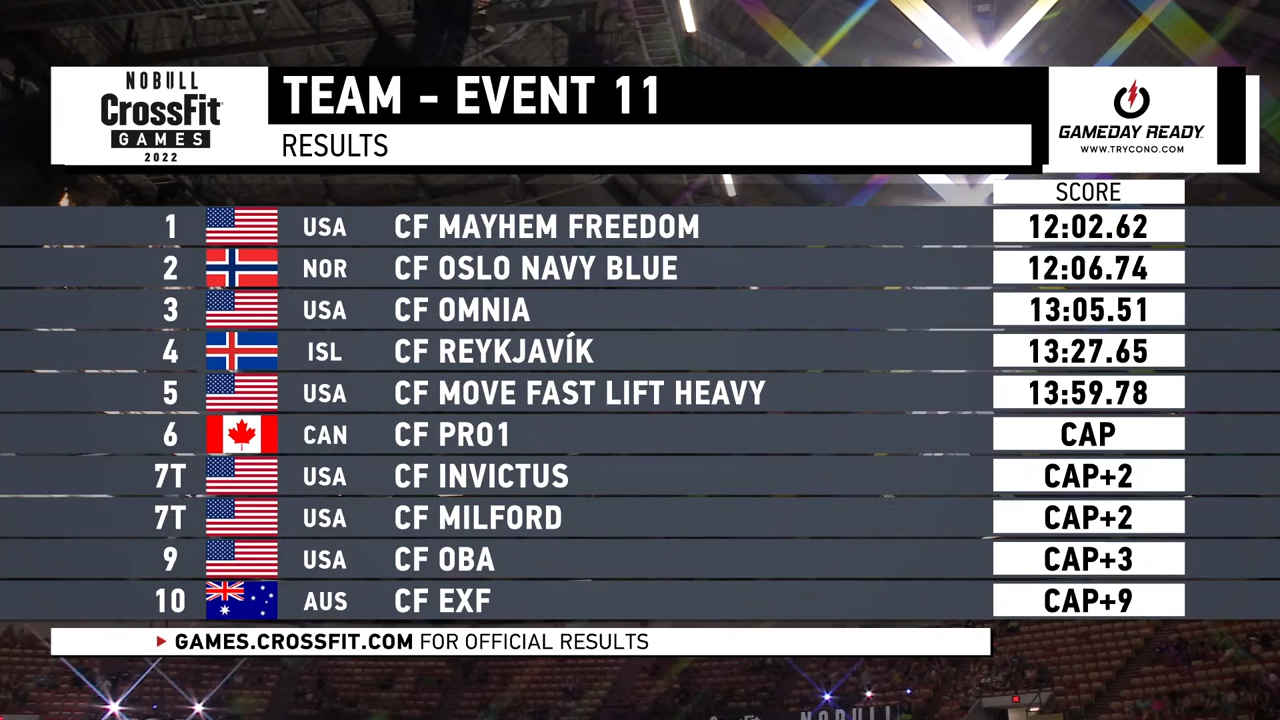 NOBULL
CrossFit
GAMES
2022
TEAM - EVENT 11
RESULTS
GAMEDAY READY
WWW.TRYCONO.COM
SCORE
1 USA CF MAYHEM FREEDOM 12:02.62
2 NOR CF OSLO NAVY BLUE 12:06.74
3 USA CF OMNIA 13:05.51
4 ISL CF REYKJAVÍK 13:27.65
5 USA CF MOVE FAST LIFT HEAVY 13:59.78
6 CAN CF PRO1 CAP
7T USA CF INVICTUS CAP+2
7T USA CF MILFORD CAP+2
9 USA CF OBA CAP+3
10 AUS CF EXF CAP+9
GAMES.CROSSFIT.COM FOR OFFICIAL RESULTS
NOBULL